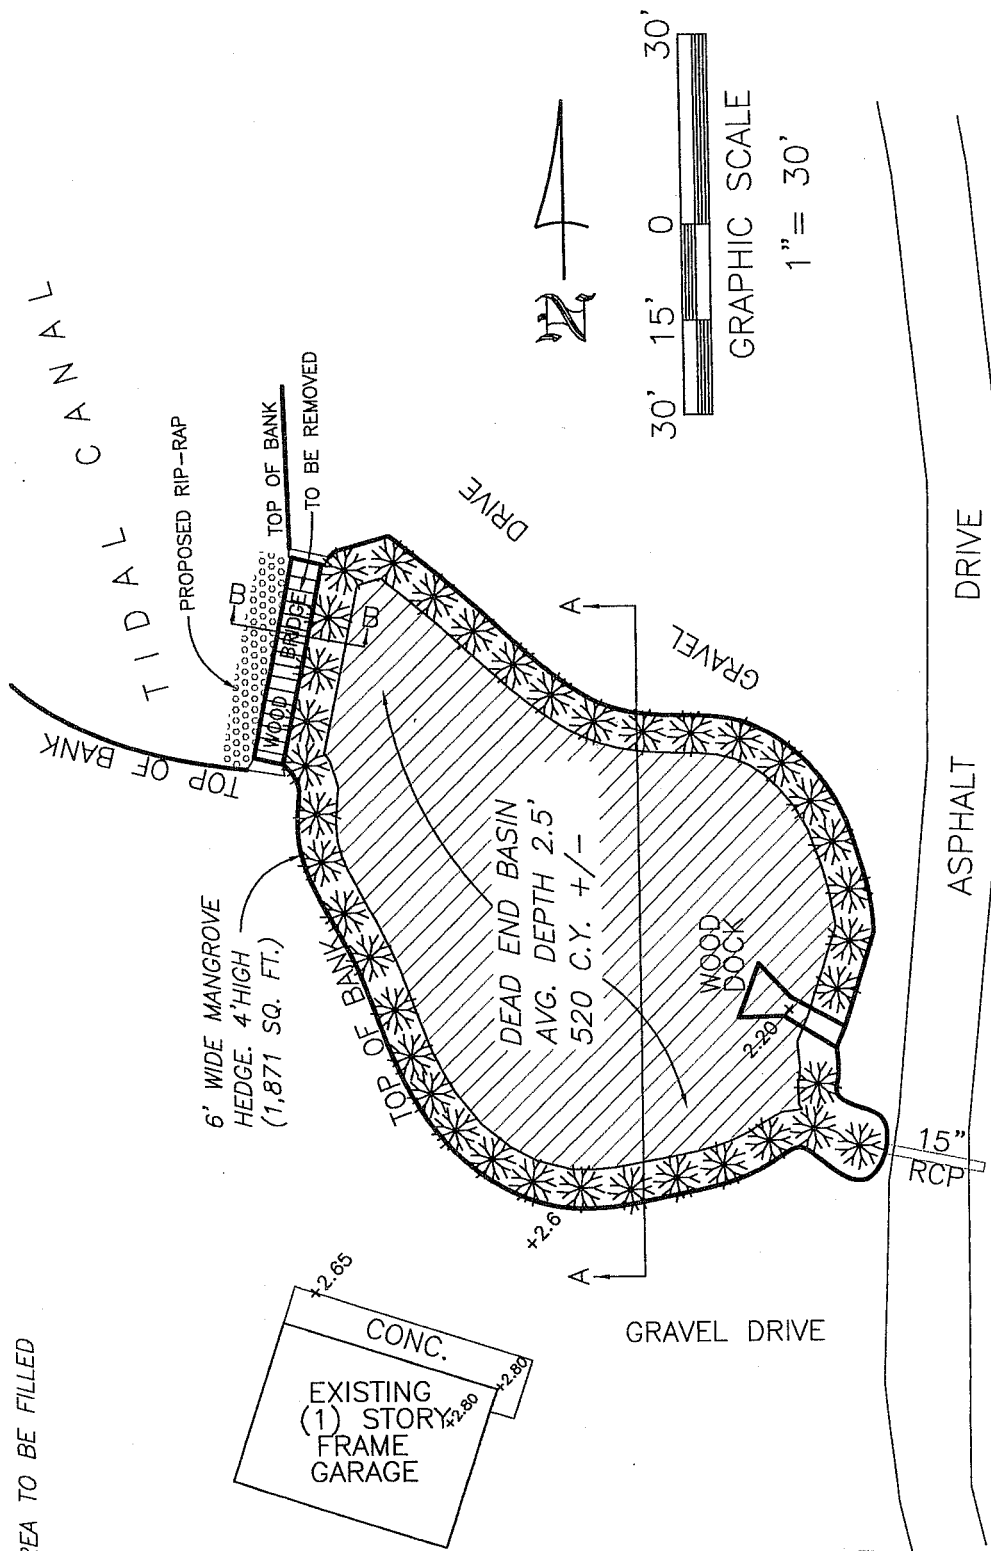 TIDAL CANAL
PROPOSED RIP-RAP
TOP OF BANK
TO BE REMOVED
TOP OF BANK
B
B
WOOD BRIDGE
6' WIDE MANGROVE
HEDGE. 4'HIGH
(1,871 SQ. FT.)
TOP OF BANK
DEAD END BASIN
AVG. DEPTH 2.5'
520 C.Y. +/-
WOOD
DOCK
2.20
A
A
GRAVEL DRIVE
N
30' 15' 0 30'
GRAPHIC SCALE
1"= 30'
+2.6
+2.65
CONC.
EXISTING
(1) STORY
FRAME
GARAGE
+2.80
+2.80
GRAVEL DRIVE
15"
RCP
ASPHALT DRIVE
TO BE FILLED